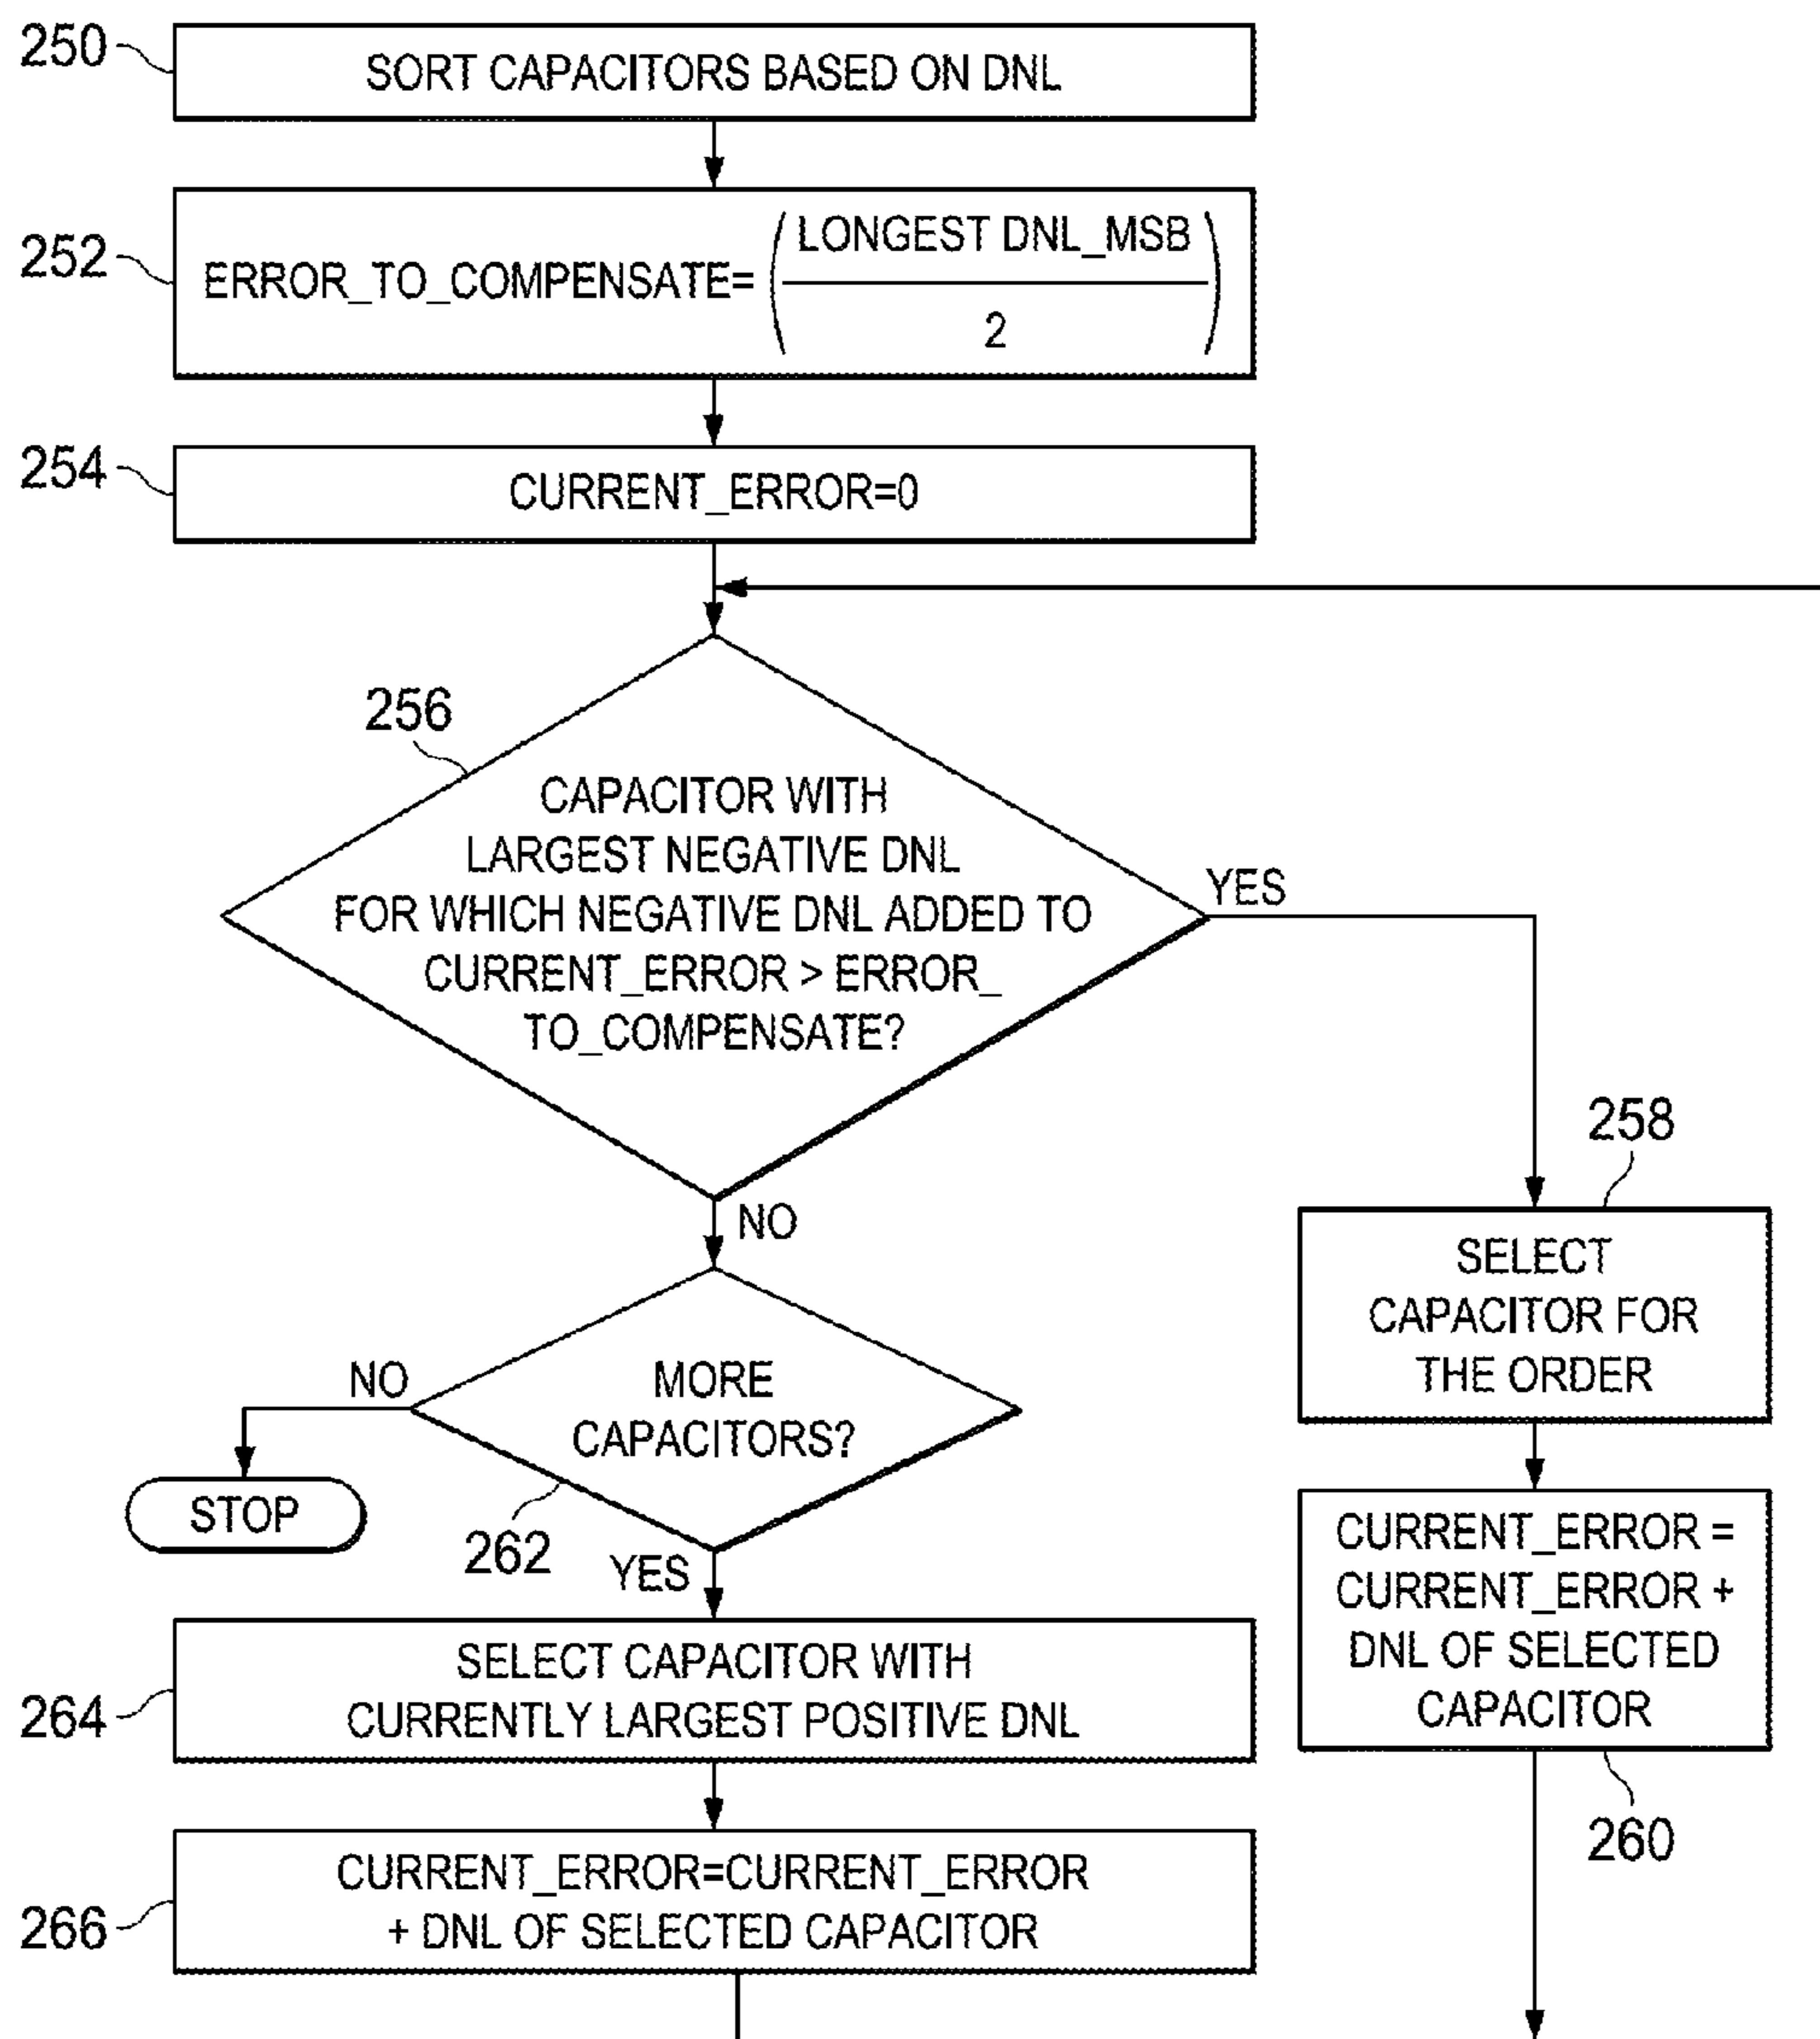 250
SORT CAPACITORS BASED ON DNL
252
ERROR_TO_COMPENSATE= ( LONGEST DNL_MSB
2 )
254
CURRENT_ERROR=0
256
CAPACITOR WITH
LARGEST NEGATIVE DNL
FOR WHICH NEGATIVE DNL ADDED TO
CURRENT_ERROR > ERROR_
TO_COMPENSATE?
YES
NO
258
SELECT
CAPACITOR FOR
THE ORDER
CURRENT_ERROR =
CURRENT_ERROR +
DNL OF SELECTED
CAPACITOR
260
MORE
CAPACITORS?
NO
STOP
262
YES
264
SELECT CAPACITOR WITH
CURRENTLY LARGEST POSITIVE DNL
266
CURRENT_ERROR=CURRENT_ERROR
+ DNL OF SELECTED CAPACITOR